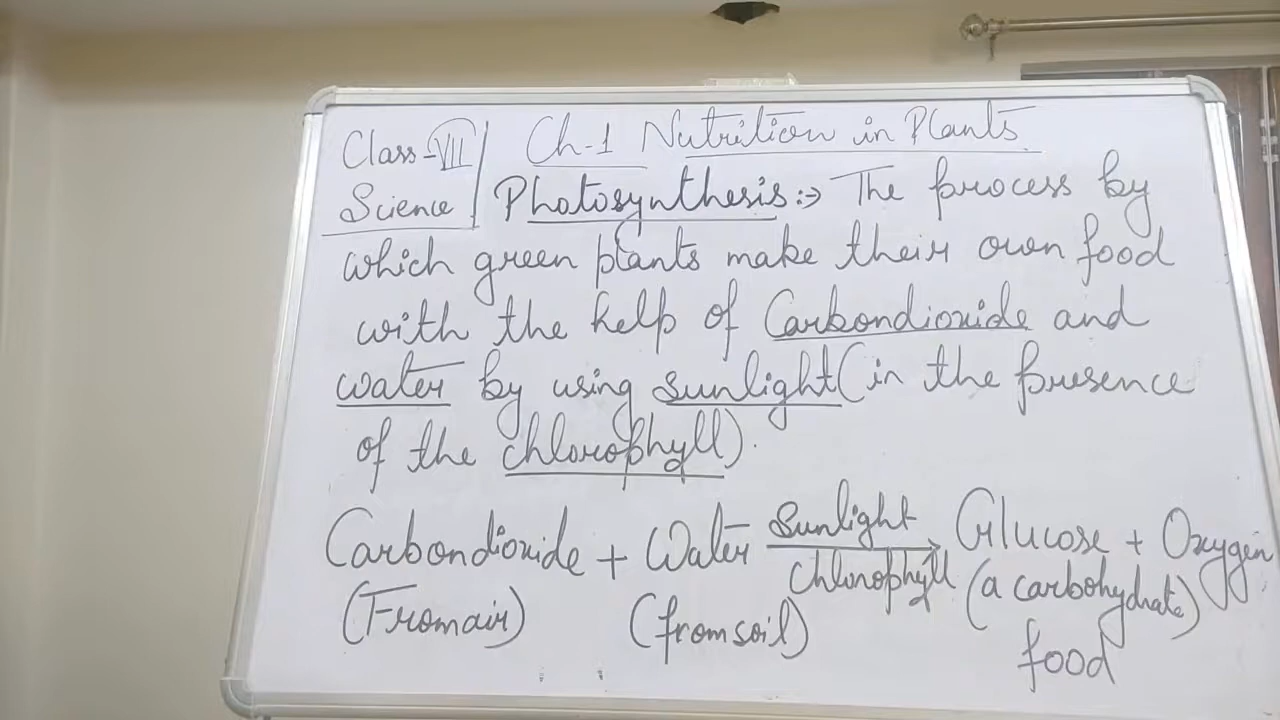 Class-VII
Science
Ch-1 Nutrition in Plants
Photosynthesis:→ The process by
which green plants make their own food
with the help of Carbondioxide and
water by using sunlight (in the presence
of the chlorophyll).
Carbondioxide + Water Sunlight → Glucose + Oxygen
Chlorophyll
(From air) (from soil) (a carbohydrate)
food